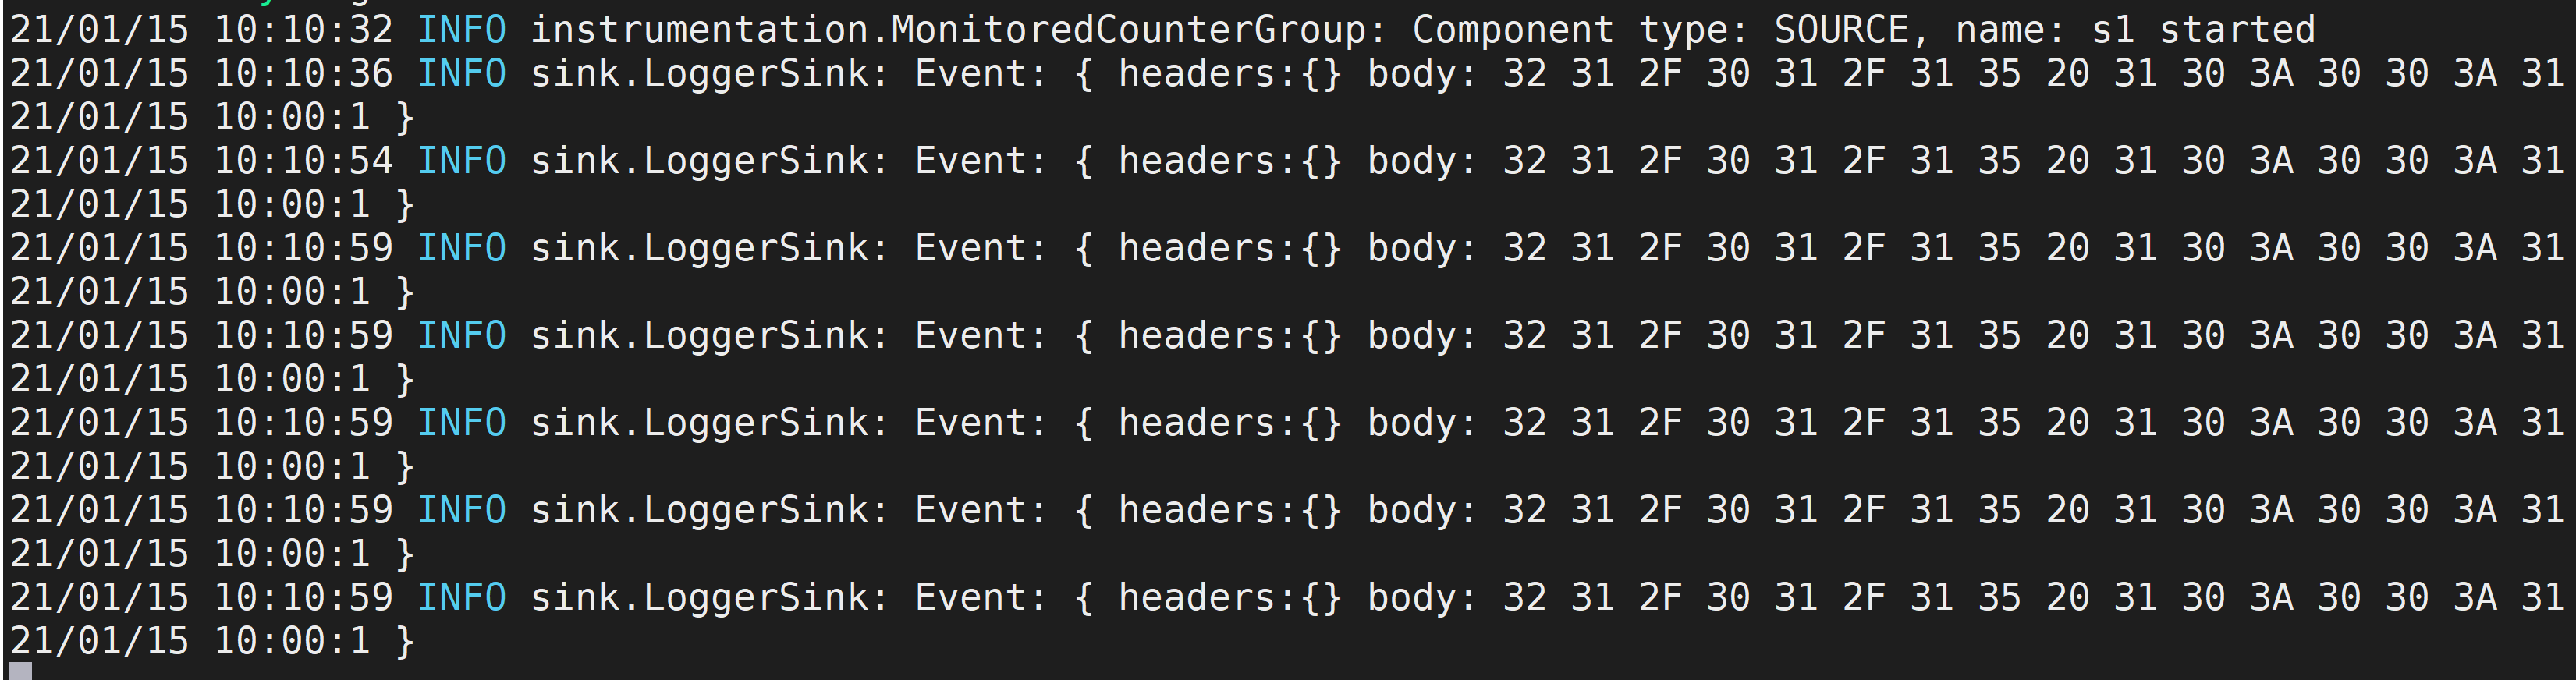 21/01/15 10:10:32 INFO instrumentation.MonitoredCounterGroup: Component type: SOURCE, name: s1 started
21/01/15 10:10:36 INFO sink.LoggerSink: Event: { headers:{} body: 32 31 2F 30 31 2F 31 35 20 31 30 3A 30 30 3A 31
21/01/15 10:00:1 }
21/01/15 10:10:54 INFO sink.LoggerSink: Event: { headers:{} body: 32 31 2F 30 31 2F 31 35 20 31 30 3A 30 30 3A 31
21/01/15 10:00:1 }
21/01/15 10:10:59 INFO sink.LoggerSink: Event: { headers:{} body: 32 31 2F 30 31 2F 31 35 20 31 30 3A 30 30 3A 31
21/01/15 10:00:1 }
21/01/15 10:10:59 INFO sink.LoggerSink: Event: { headers:{} body: 32 31 2F 30 31 2F 31 35 20 31 30 3A 30 30 3A 31
21/01/15 10:00:1 }
21/01/15 10:10:59 INFO sink.LoggerSink: Event: { headers:{} body: 32 31 2F 30 31 2F 31 35 20 31 30 3A 30 30 3A 31
21/01/15 10:00:1 }
21/01/15 10:10:59 INFO sink.LoggerSink: Event: { headers:{} body: 32 31 2F 30 31 2F 31 35 20 31 30 3A 30 30 3A 31
21/01/15 10:00:1 }
21/01/15 10:10:59 INFO sink.LoggerSink: Event: { headers:{} body: 32 31 2F 30 31 2F 31 35 20 31 30 3A 30 30 3A 31
21/01/15 10:00:1 }